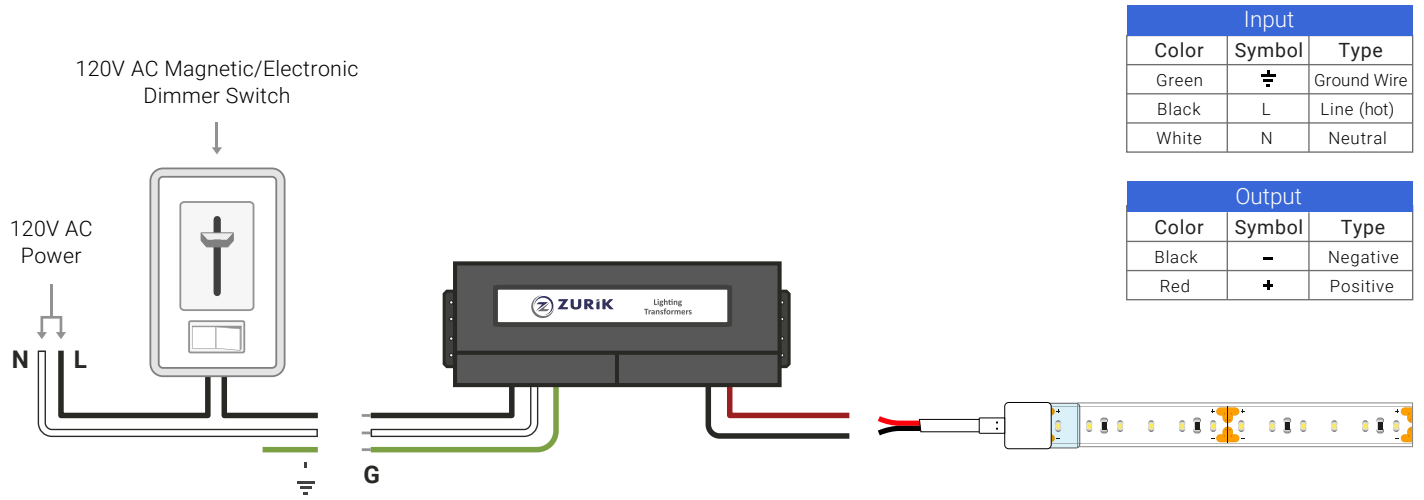 120V AC Magnetic/Electronic
Dimmer Switch
120V AC
Power
N
L
ZURiK
Lighting
Transformers
G
+
+
+
+
-
-
-
-
Input
Color Symbol Type
Green ⏚ Ground Wire
Black L Line (hot)
White N Neutral
Output
Color Symbol Type
Black - Negative
Red + Positive